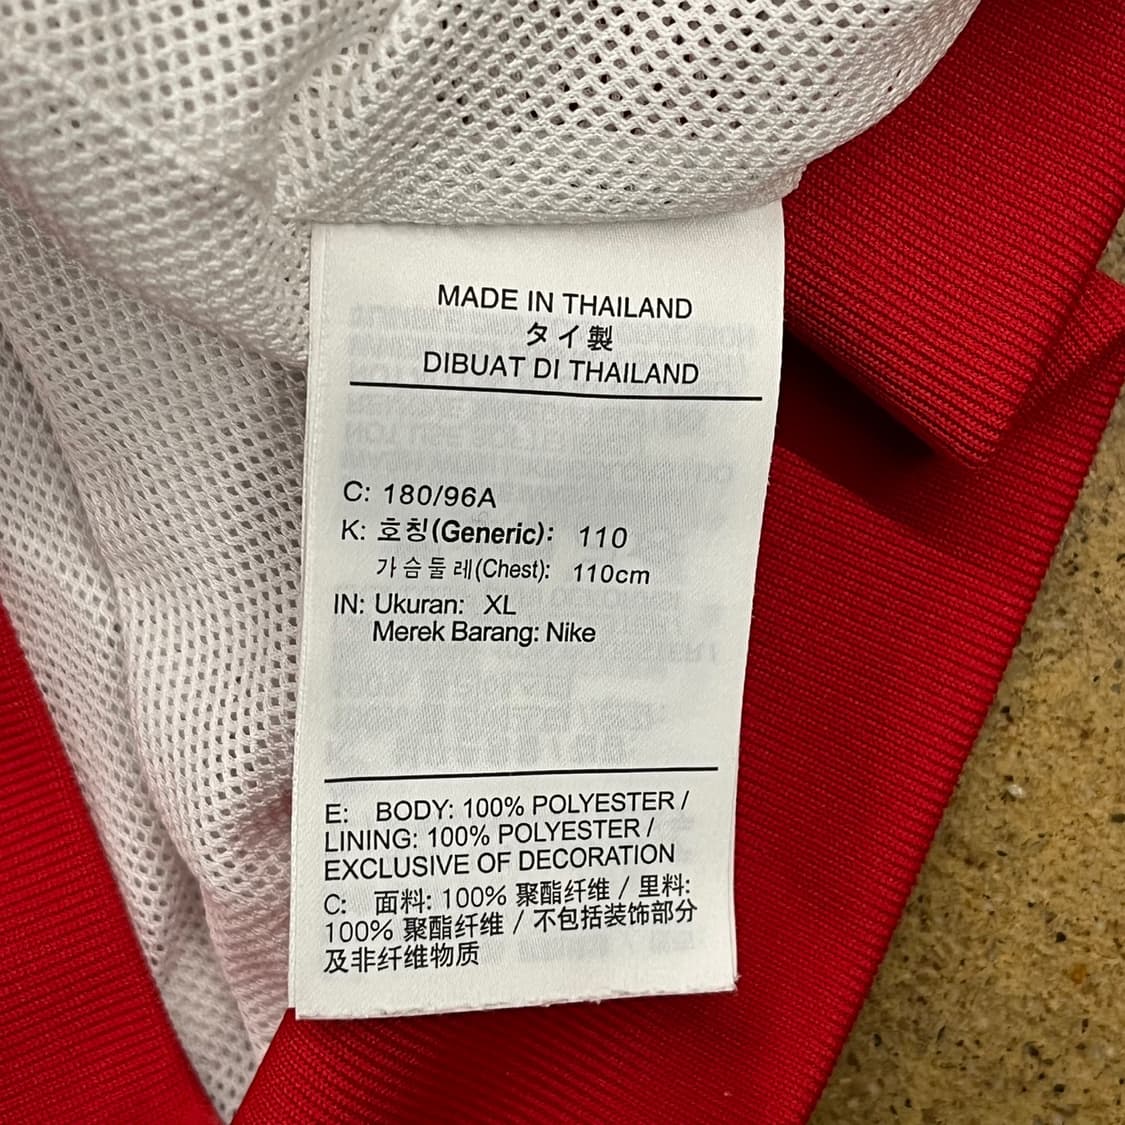 MADE IN THAILAND
タイ製
DIBUAT DI THAILAND
C: 180/96A
K: 호칭(Generic): 110
가슴둘레(Chest): 110cm
IN: Ukuran: XL
Merek Barang: Nike
E: BODY: 100% POLYESTER /
LINING: 100% POLYESTER /
EXCLUSIVE OF DECORATION
C: 面料: 100% 聚酯纤维 / 里料:
100% 聚酯纤维 / 不包括装饰部分
及非纤维物质